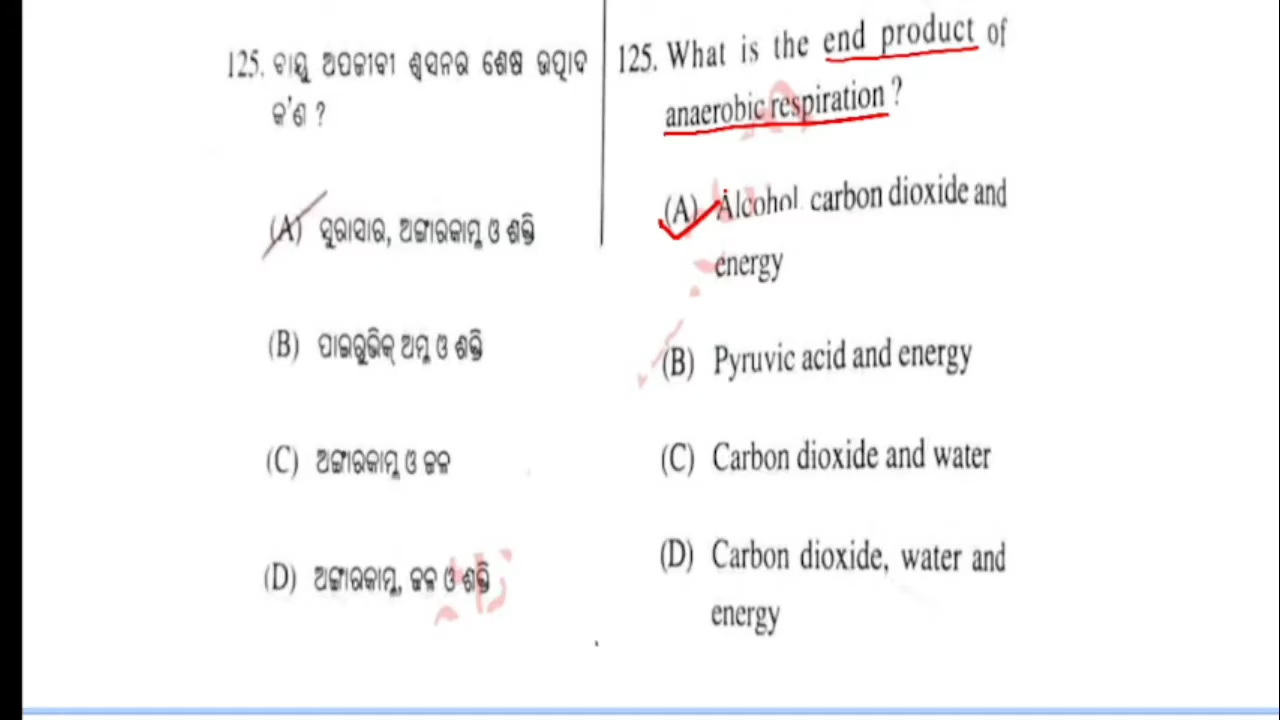 125. ବାୟୁ ଅପଜୀବୀ ଶ୍ଵସନର ଶେଷ ଉତ୍ପାଦ
କ'ଣ ?
(A) ସୁରାସାର, ଅଙ୍ଗାରକାମ୍ଳ ଓ ଶକ୍ତି
(B) ପାଇରୁଭିକ୍ ଅମ୍ଳ ଓ ଶକ୍ତି
(C) ଅଙ୍ଗାରକାମ୍ଳ ଓ ଜଳ
(D) ଅଙ୍ଗାରକାମ୍ଳ, ଜଳ ଓ ଶକ୍ତି
125. What is the end product of
anaerobic respiration ?
(A) Alcohol, carbon dioxide and
energy
(B) Pyruvic acid and energy
(C) Carbon dioxide and water
(D) Carbon dioxide, water and
energy